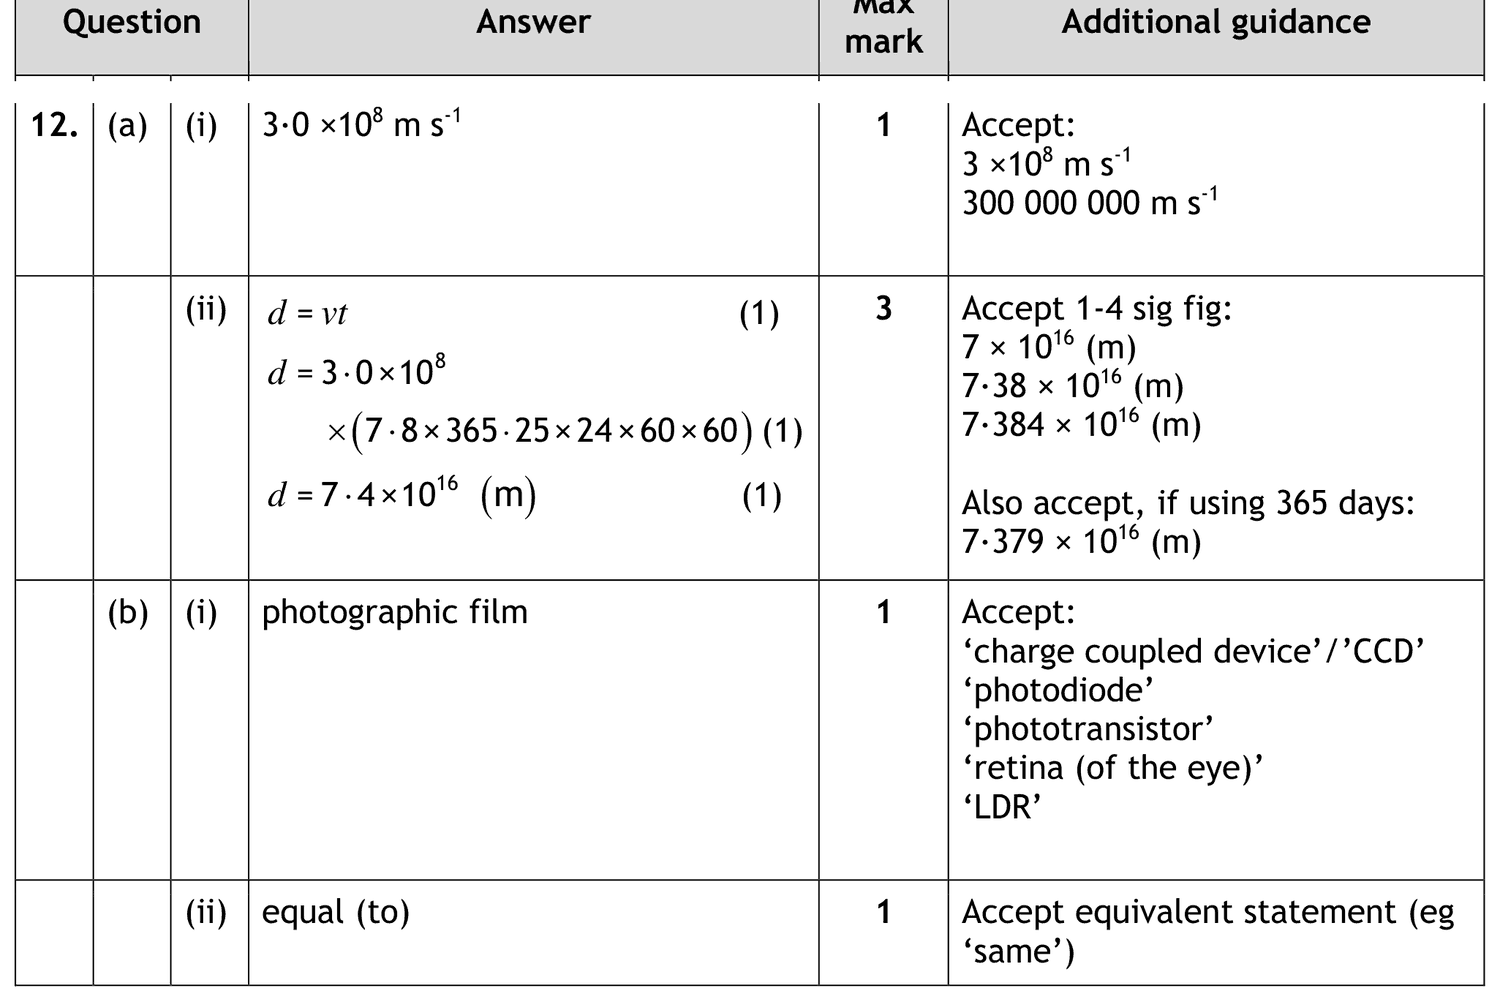 Question Answer Max mark Additional guidance
12. (a) (i) 3·0 ×10⁸ m s⁻¹ 1 Accept:
3 ×10⁸ m s⁻¹
300 000 000 m s⁻¹
(ii) d = vt (1) 3 Accept 1-4 sig fig:
7 × 10¹⁶ (m)
d = 3·0×10⁸
7·38 × 10¹⁶ (m)
×(7·8×365·25×24×60×60) (1)
7·384 × 10¹⁶ (m)
d = 7·4×10¹⁶ (m) (1)
Also accept, if using 365 days:
7·379 × 10¹⁶ (m)
(b) (i) photographic film 1 Accept:
‘charge coupled device’/’CCD’
‘photodiode’
‘phototransistor’
‘retina (of the eye)’
‘LDR’
(ii) equal (to) 1 Accept equivalent statement (eg
‘same’)